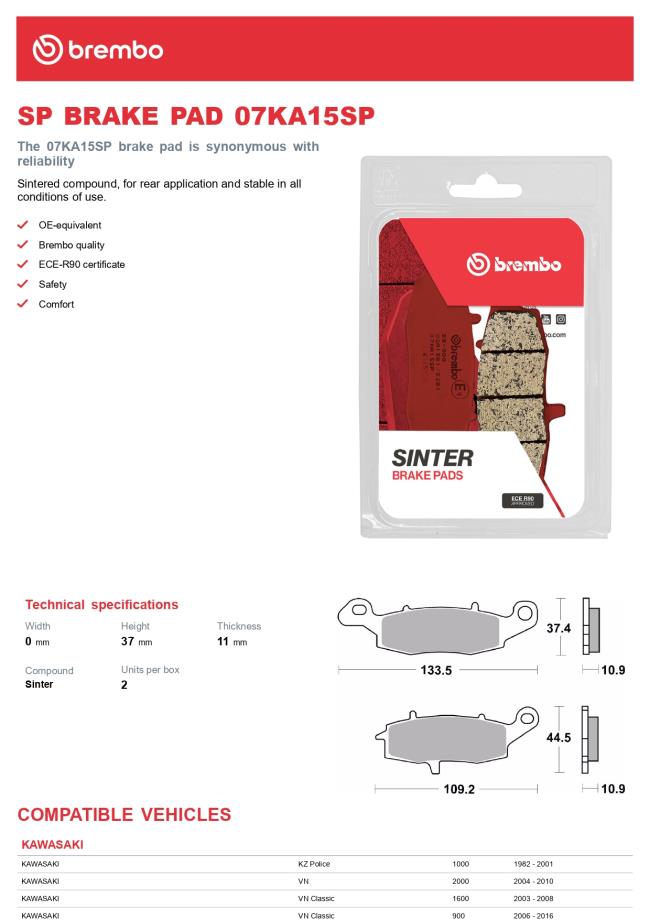 brembo
SP BRAKE PAD 07KA15SP
The 07KA15SP brake pad is synonymous with
reliability
Sintered compound, for rear application and stable in all
conditions of use.
OE-equivalent
Brembo quality
ECE-R90 certificate
Safety
Comfort
brembo
brembo
SINTER
BRAKE PADS
ECE R90
APPROVED
Technical specifications
Width
Height
Thickness
0 mm
37 mm
11 mm
Compound
Units per box
Sinter
2
37.4
133.5
10.9
44.5
109.2
10.9
COMPATIBLE VEHICLES
KAWASAKI
KAWASAKI KZ Police 1000 1982 - 2001
KAWASAKI VN 2000 2004 - 2010
KAWASAKI VN Classic 1600 2003 - 2008
KAWASAKI VN Classic 900 2006 - 2016